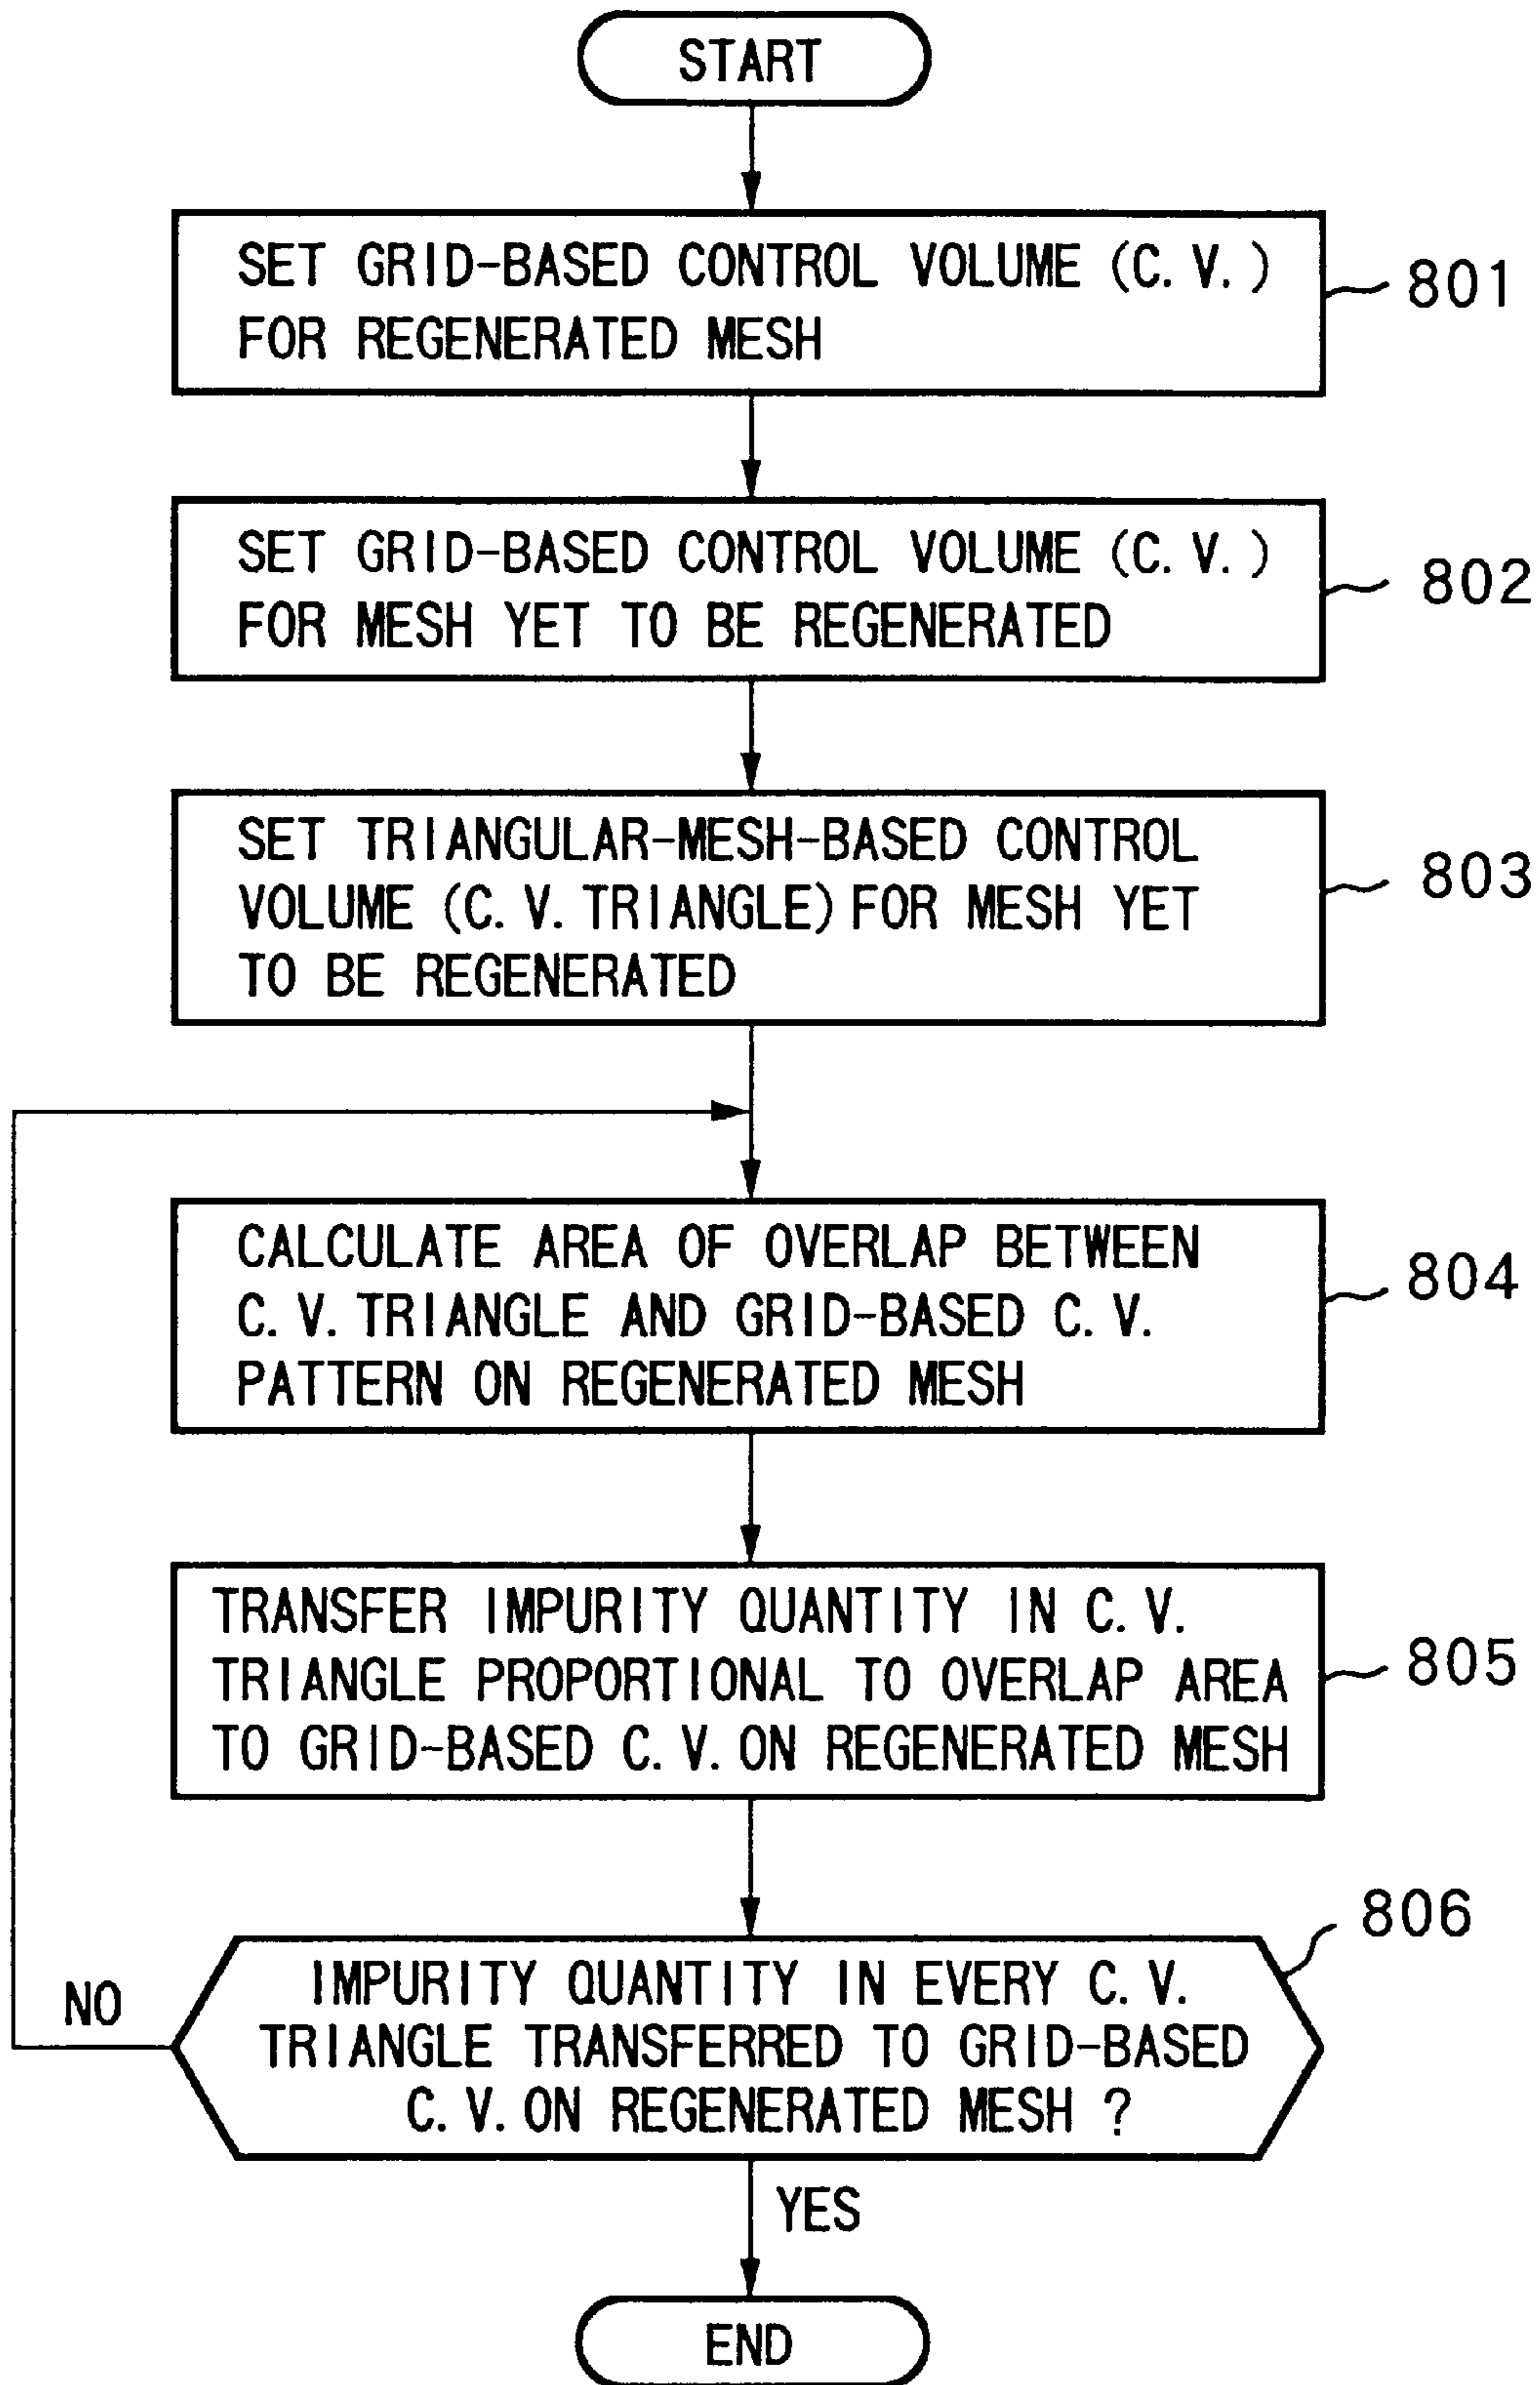 START
SET GRID-BASED CONTROL VOLUME (C.V.)
FOR REGENERATED MESH
801
SET GRID-BASED CONTROL VOLUME (C.V.)
FOR MESH YET TO BE REGENERATED
802
SET TRIANGULAR-MESH-BASED CONTROL
VOLUME (C.V. TRIANGLE) FOR MESH YET
TO BE REGENERATED
803
CALCULATE AREA OF OVERLAP BETWEEN
C.V. TRIANGLE AND GRID-BASED C.V.
PATTERN ON REGENERATED MESH
804
TRANSFER IMPURITY QUANTITY IN C.V.
TRIANGLE PROPORTIONAL TO OVERLAP AREA
TO GRID-BASED C.V. ON REGENERATED MESH
805
806
IMPURITY QUANTITY IN EVERY C.V.
TRIANGLE TRANSFERRED TO GRID-BASED
C.V. ON REGENERATED MESH ?
NO
YES
END